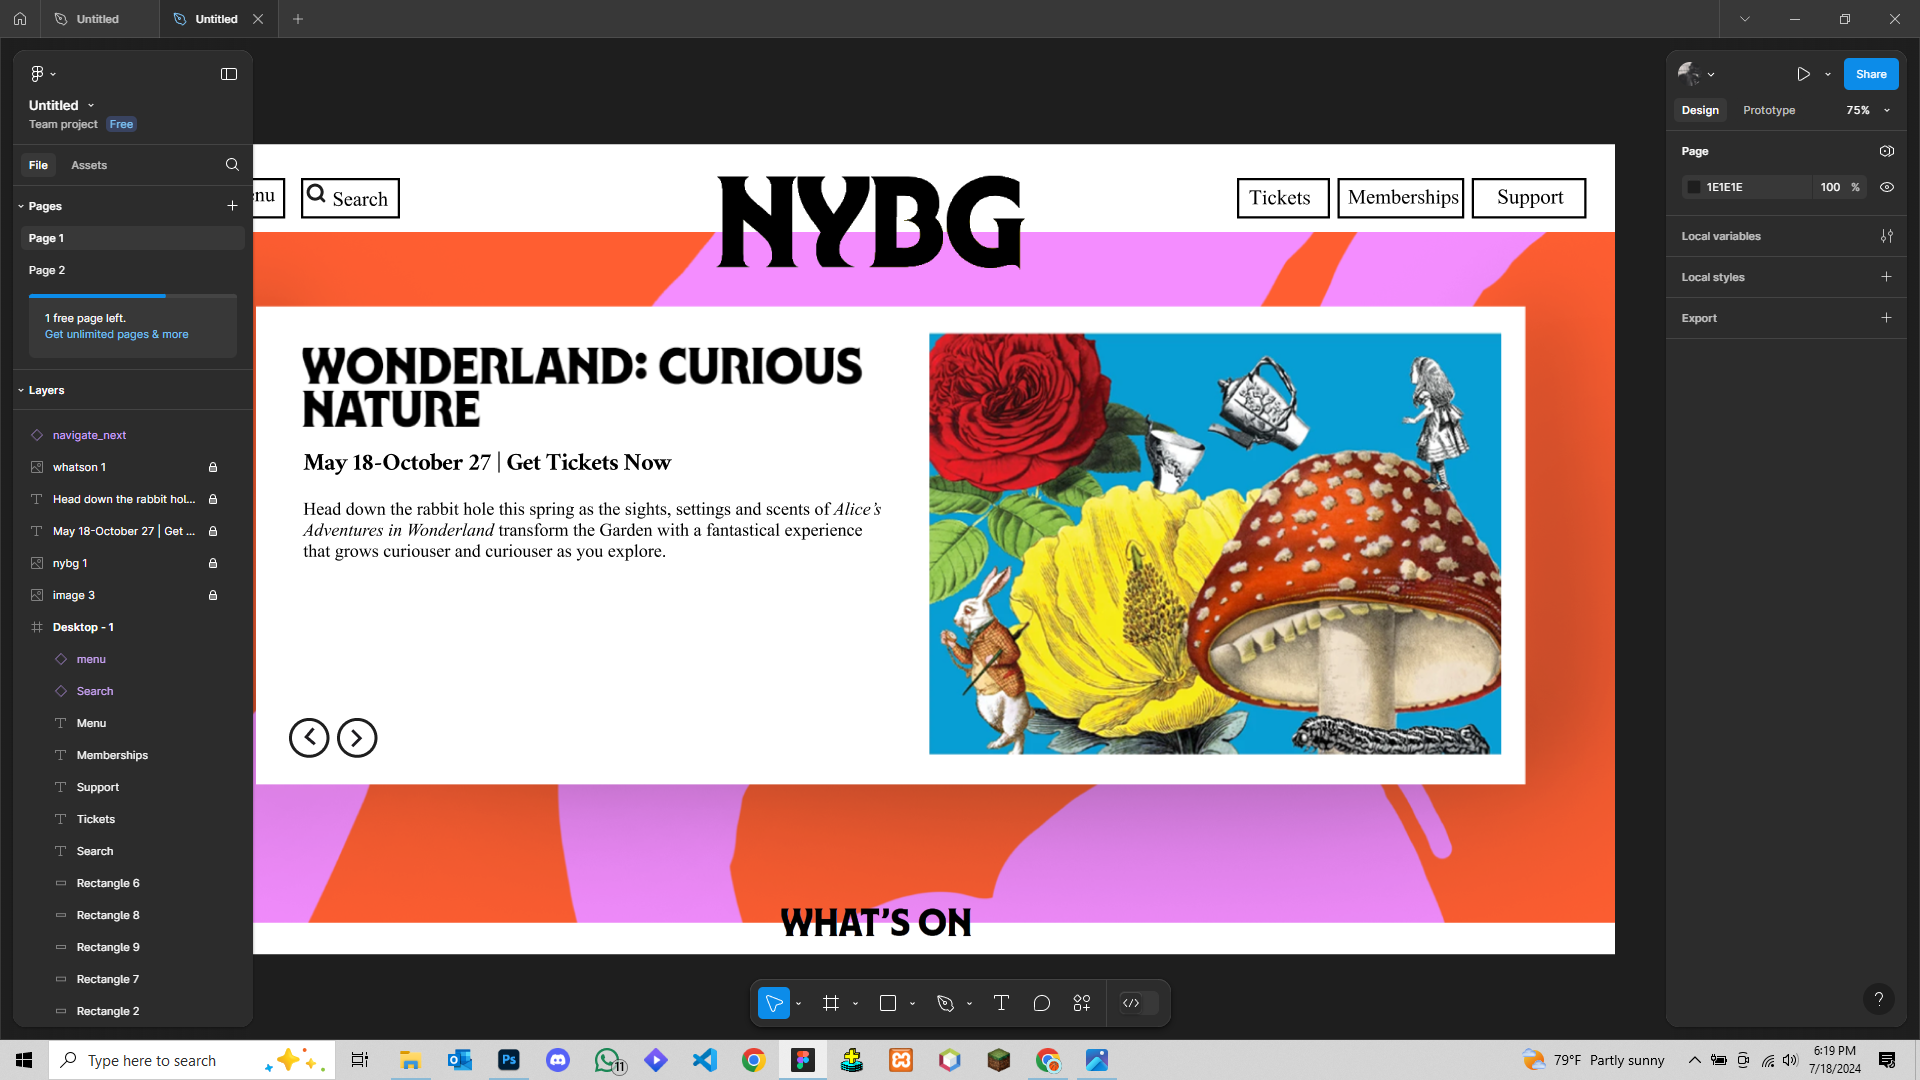 Untitled
Untitled
Untitled
Team project Free
File Assets
Pages
Page 1
Page 2
1 free page left.
Get unlimited pages & more
Layers
navigate_next
whatson 1
Head down the rabbit hol...
May 18-October 27 | Get ...
nybg 1
image 3
Desktop - 1
menu
Search
Menu
Memberships
Support
Tickets
Search
Rectangle 6
Rectangle 8
Rectangle 9
Rectangle 7
Rectangle 2
enu
Search
NYBG
Tickets
Memberships
Support
WONDERLAND: CURIOUS
NATURE
May 18-October 27 | Get Tickets Now
Head down the rabbit hole this spring as the sights, settings and scents of Alice's
Adventures in Wonderland transform the Garden with a fantastical experience
that grows curiouser and curiouser as you explore.
WHAT'S ON
Share
Design Prototype 75%
Page
1E1E1E 100 %
Local variables
Local styles
Export
?
Type here to search
Ps
11
79°F Partly sunny
6:19 PM
7/18/2024